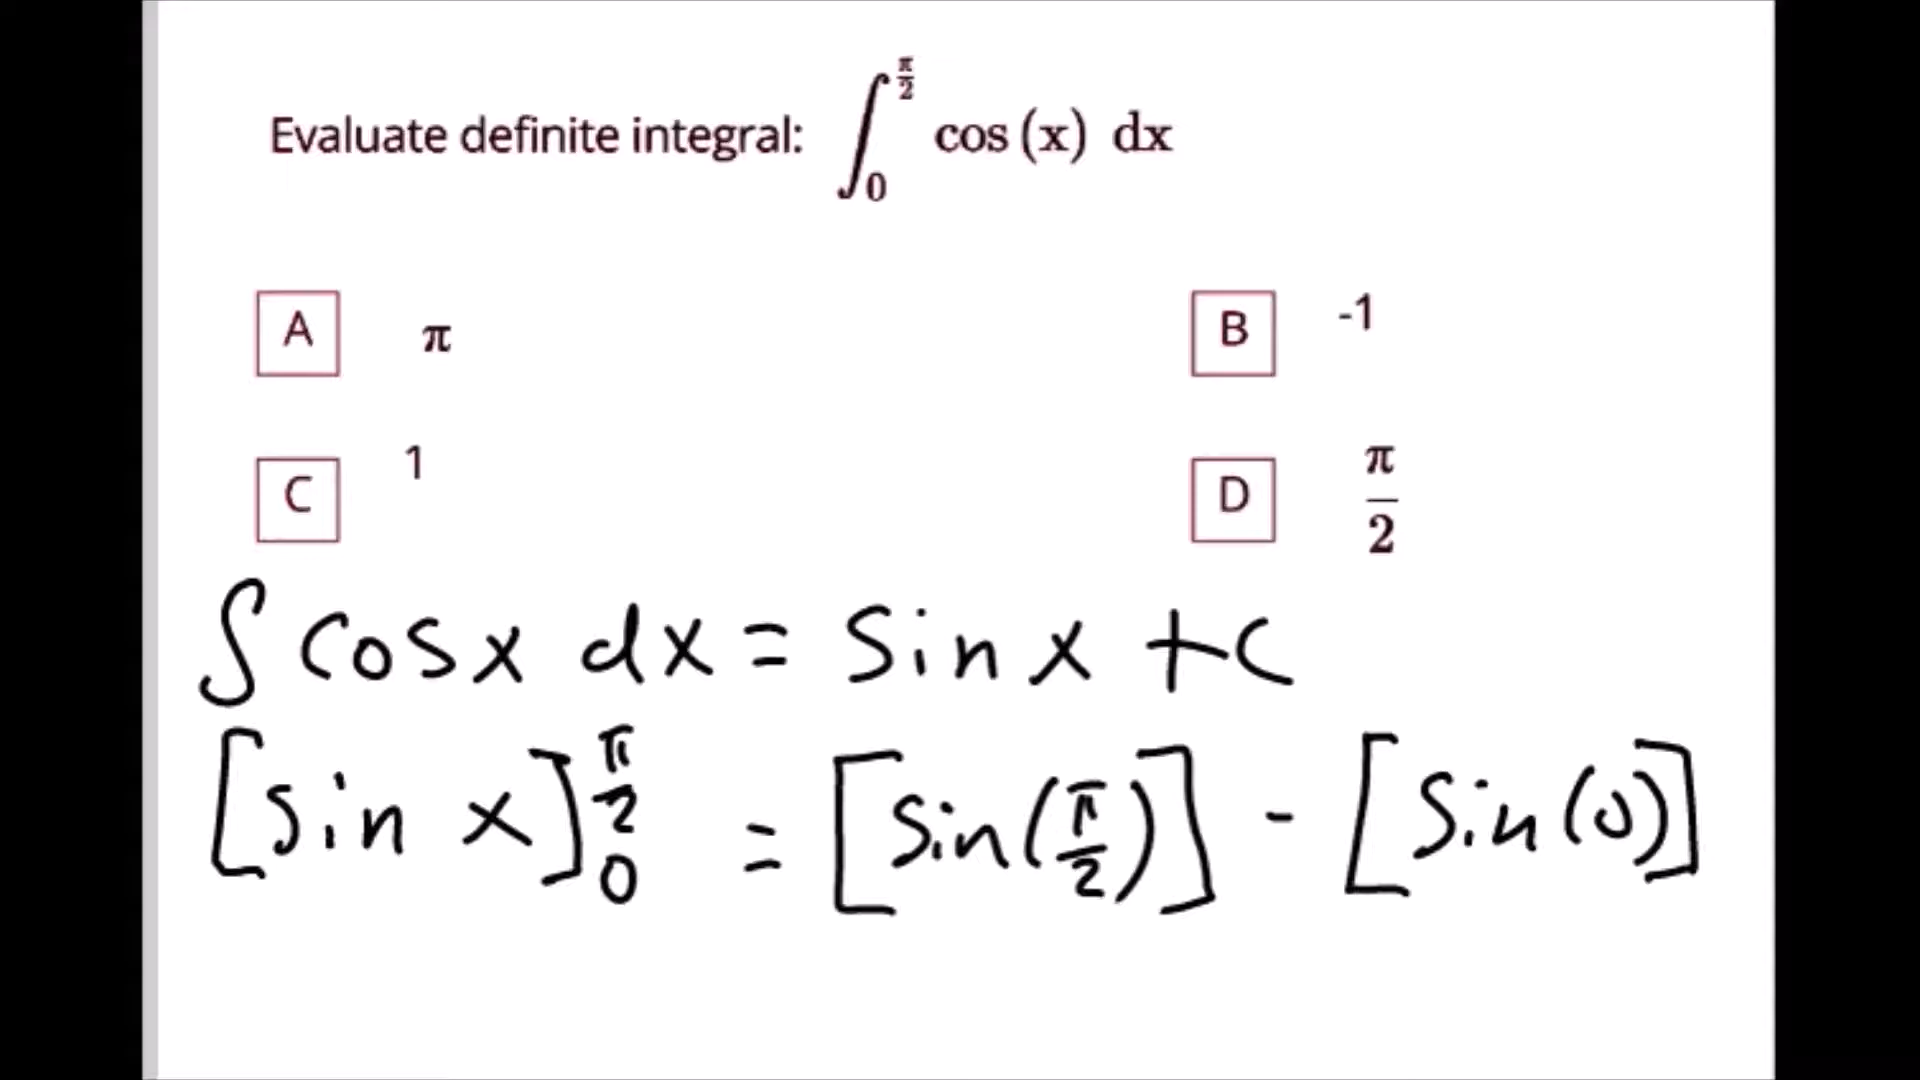 Evaluate definite integral: ∫₀^(π/2) cos (x) dx
A π
B -1
C 1
D π/2
∫ cosx dx = sin x + c
[sin x]₀^(π/2) = [sin(π/2)] - [sin(0)]